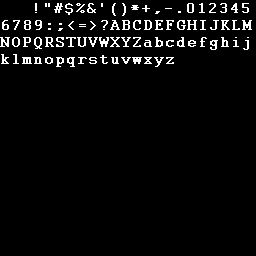 !"#$%&'()*+,-.012345
6789:;<=>?ABCDEFGHIJKLM
NOPQRSTUVWXYZabcdefghij
klmnopqrstuvwxyz